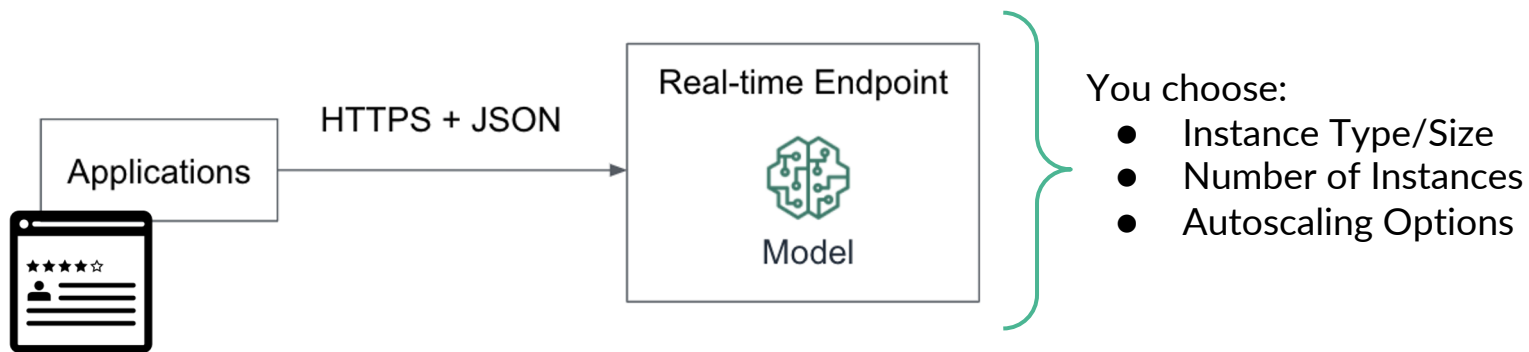 Applications
HTTPS + JSON
Real-time Endpoint
Model
You choose:
● Instance Type/Size
● Number of Instances
● Autoscaling Options